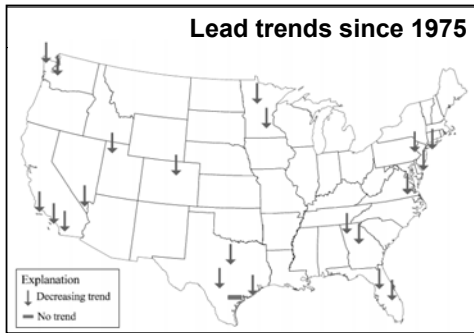 Lead trends since 1975
Explanation
Decreasing trend
No trend